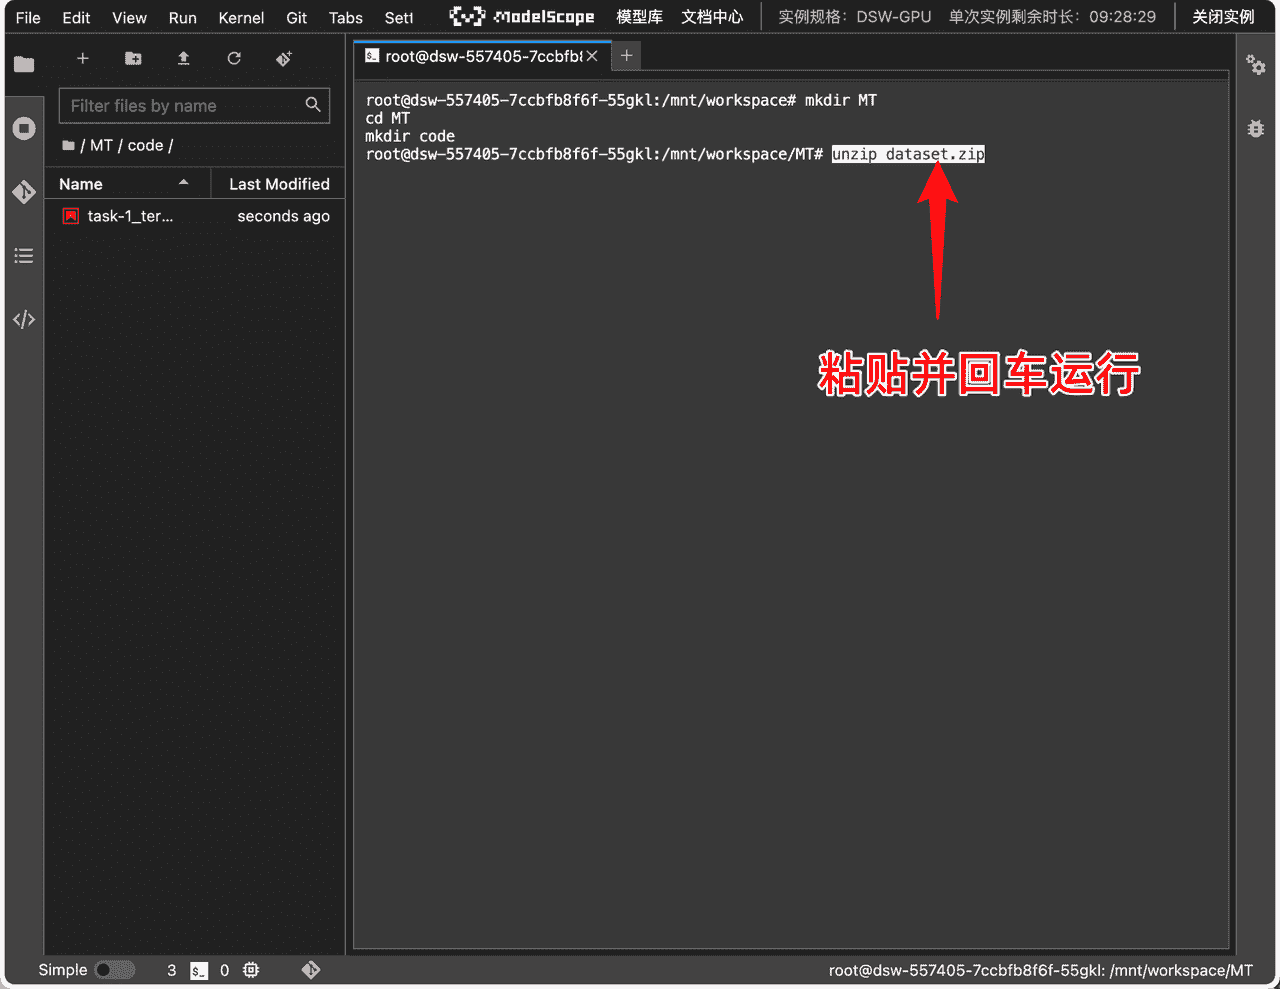 File Edit View Run Kernel Git Tabs Sett ModelScope 模型库 文档中心 实例规格：DSW-GPU 单次实例剩余时长：09:28:29 关闭实例
root@dsw-557405-7ccbfb8
Filter files by name
/ MT / code /
Name Last Modified
task-1_ter... seconds ago
root@dsw-557405-7ccbfb8f6f-55gkl:/mnt/workspace# mkdir MT
cd MT
mkdir code
root@dsw-557405-7ccbfb8f6f-55gkl:/mnt/workspace/MT# unzip dataset.zip
粘贴并回车运行
Simple 3 $_ 0 root@dsw-557405-7ccbfb8f6f-55gkl: /mnt/workspace/MT